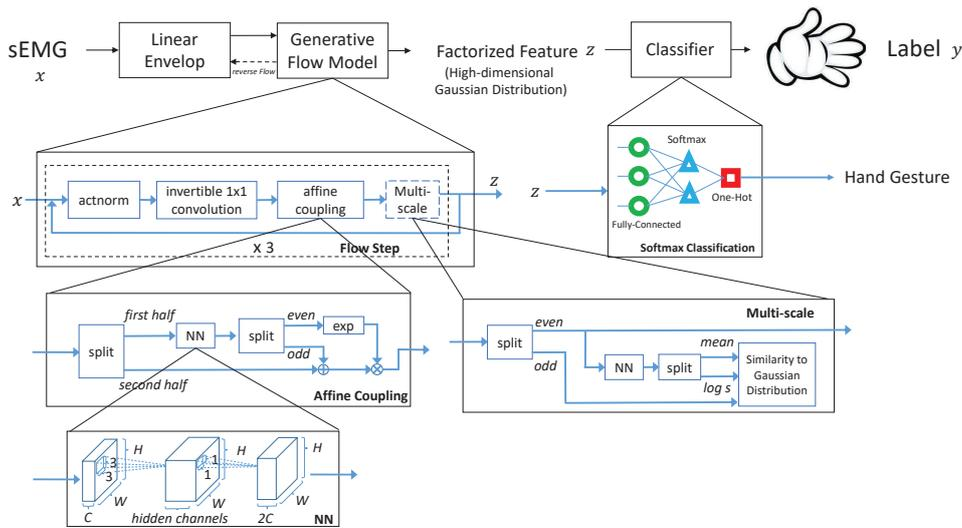 sEMG
x
Linear
Envelop
reverse Flow
Generative
Flow Model
Factorized Feature z
(High-dimensional
Gaussian Distribution)
Classifier
Label y
x
actnorm
invertible 1x1
convolution
affine
coupling
Multi-
scale
z
X 3
Flow Step
z
Softmax
One-Hot
Fully-Connected
Softmax Classification
Hand Gesture
split
first half
second half
NN
split
even
odd
exp
Affine Coupling
split
even
odd
NN
split
mean
log s
Similarity to
Gaussian
Distribution
Multi-scale
3
3
H
W
C
1
1
H
W
hidden channels
H
W
2C
NN